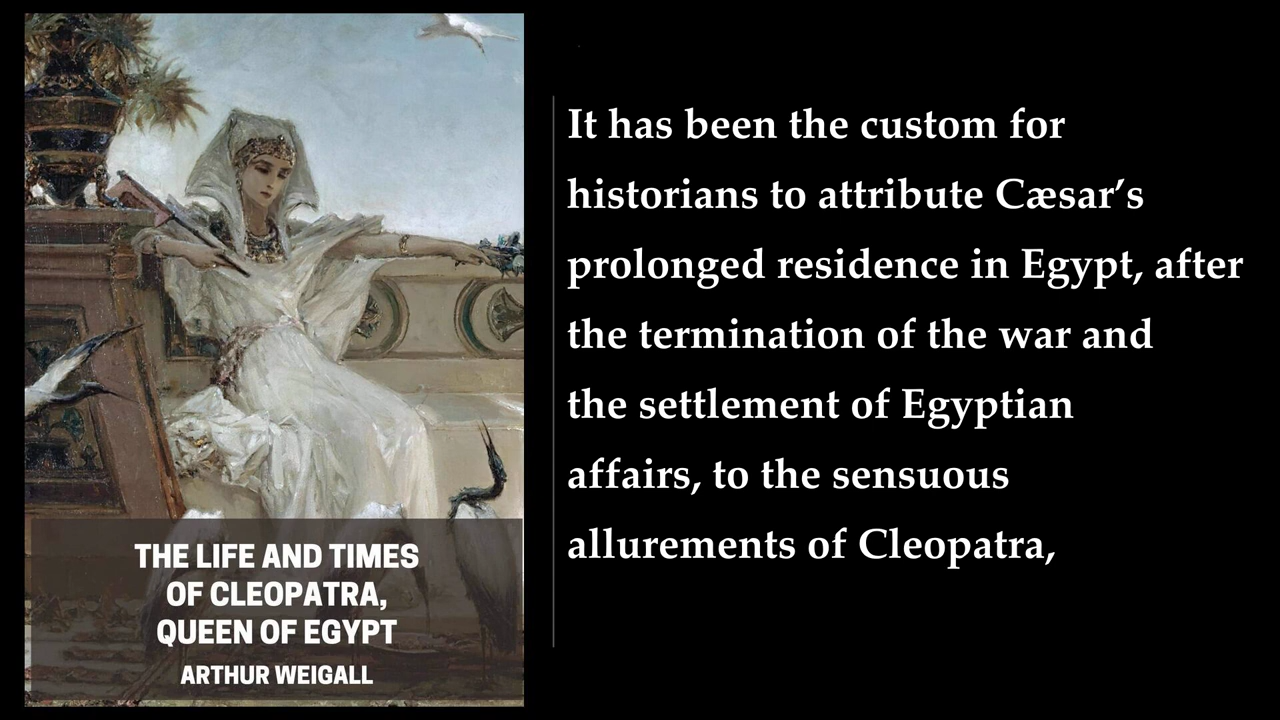 THE LIFE AND TIMES
OF CLEOPATRA,
QUEEN OF EGYPT
ARTHUR WEIGALL
It has been the custom for
historians to attribute Cæsar’s
prolonged residence in Egypt, after
the termination of the war and
the settlement of Egyptian
affairs, to the sensuous
allurements of Cleopatra,